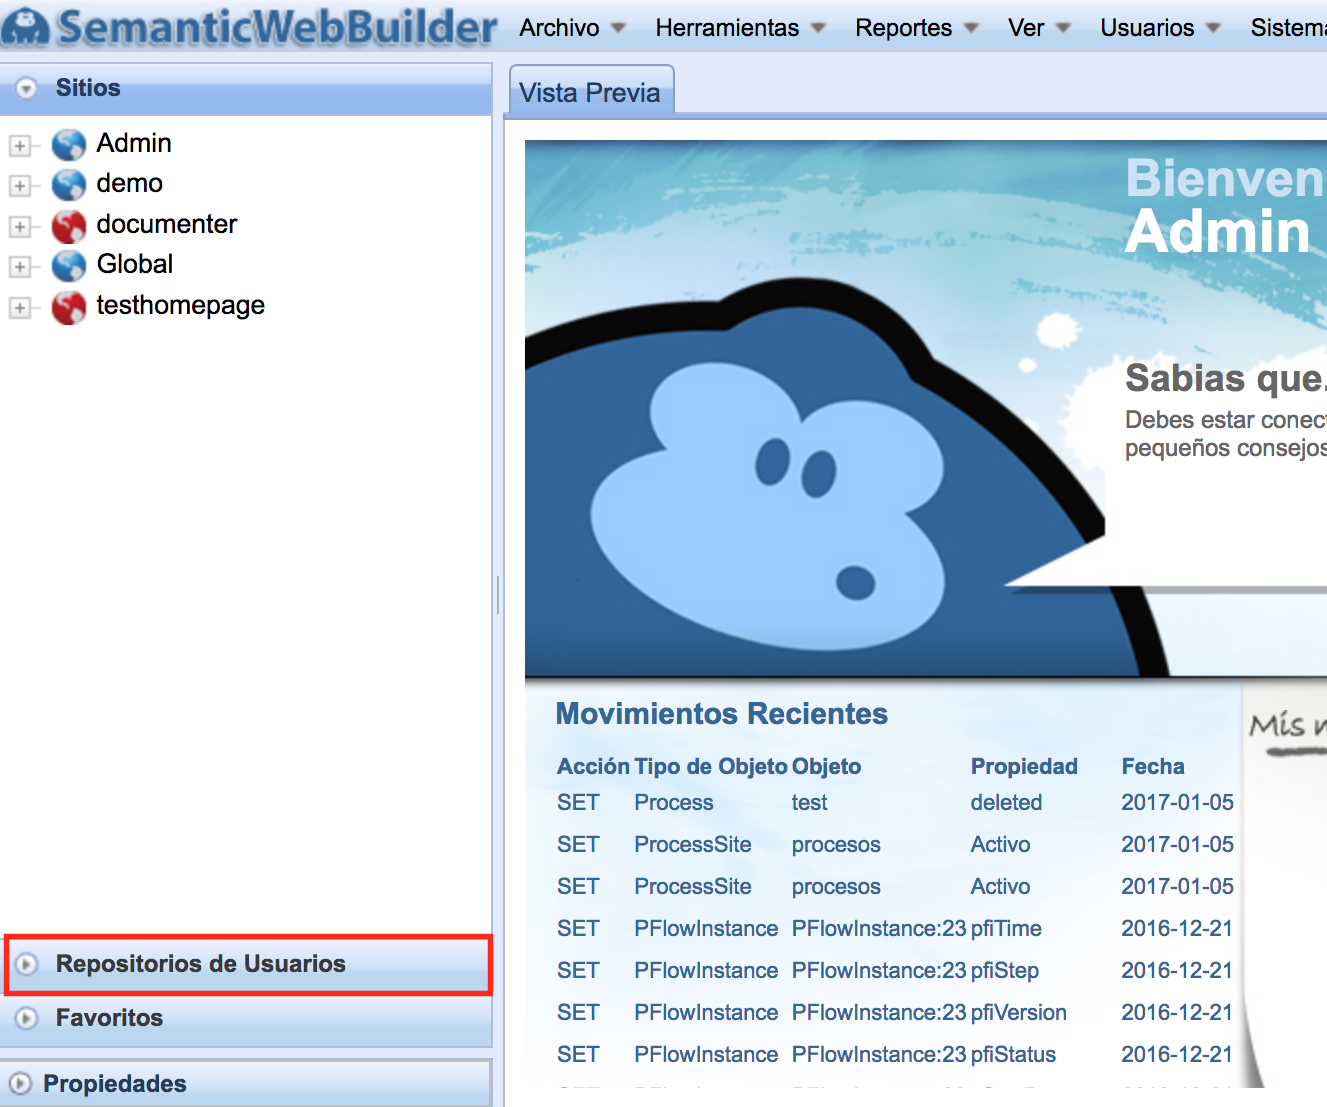 SemanticWebBuilder Archivo Herramientas Reportes Ver Usuarios Sistema
Sitios
Vista Previa
Admin
demo
documenter
Global
testhomepage
Bienven
Admin
Sabias que.
Debes estar conect
pequeños consejos
Repositorios de Usuarios
Favoritos
Propiedades
Movimientos Recientes
Mis
Acción Tipo de Objeto Objeto Propiedad Fecha
SET Process test deleted 2017-01-05
SET ProcessSite procesos Activo 2017-01-05
SET ProcessSite procesos Activo 2017-01-05
SET PFlowInstance PFlowInstance:23 pfiTime 2016-12-21
SET PFlowInstance PFlowInstance:23 pfiStep 2016-12-21
SET PFlowInstance PFlowInstance:23 pfiVersion 2016-12-21
SET PFlowInstance PFlowInstance:23 pfiStatus 2016-12-21